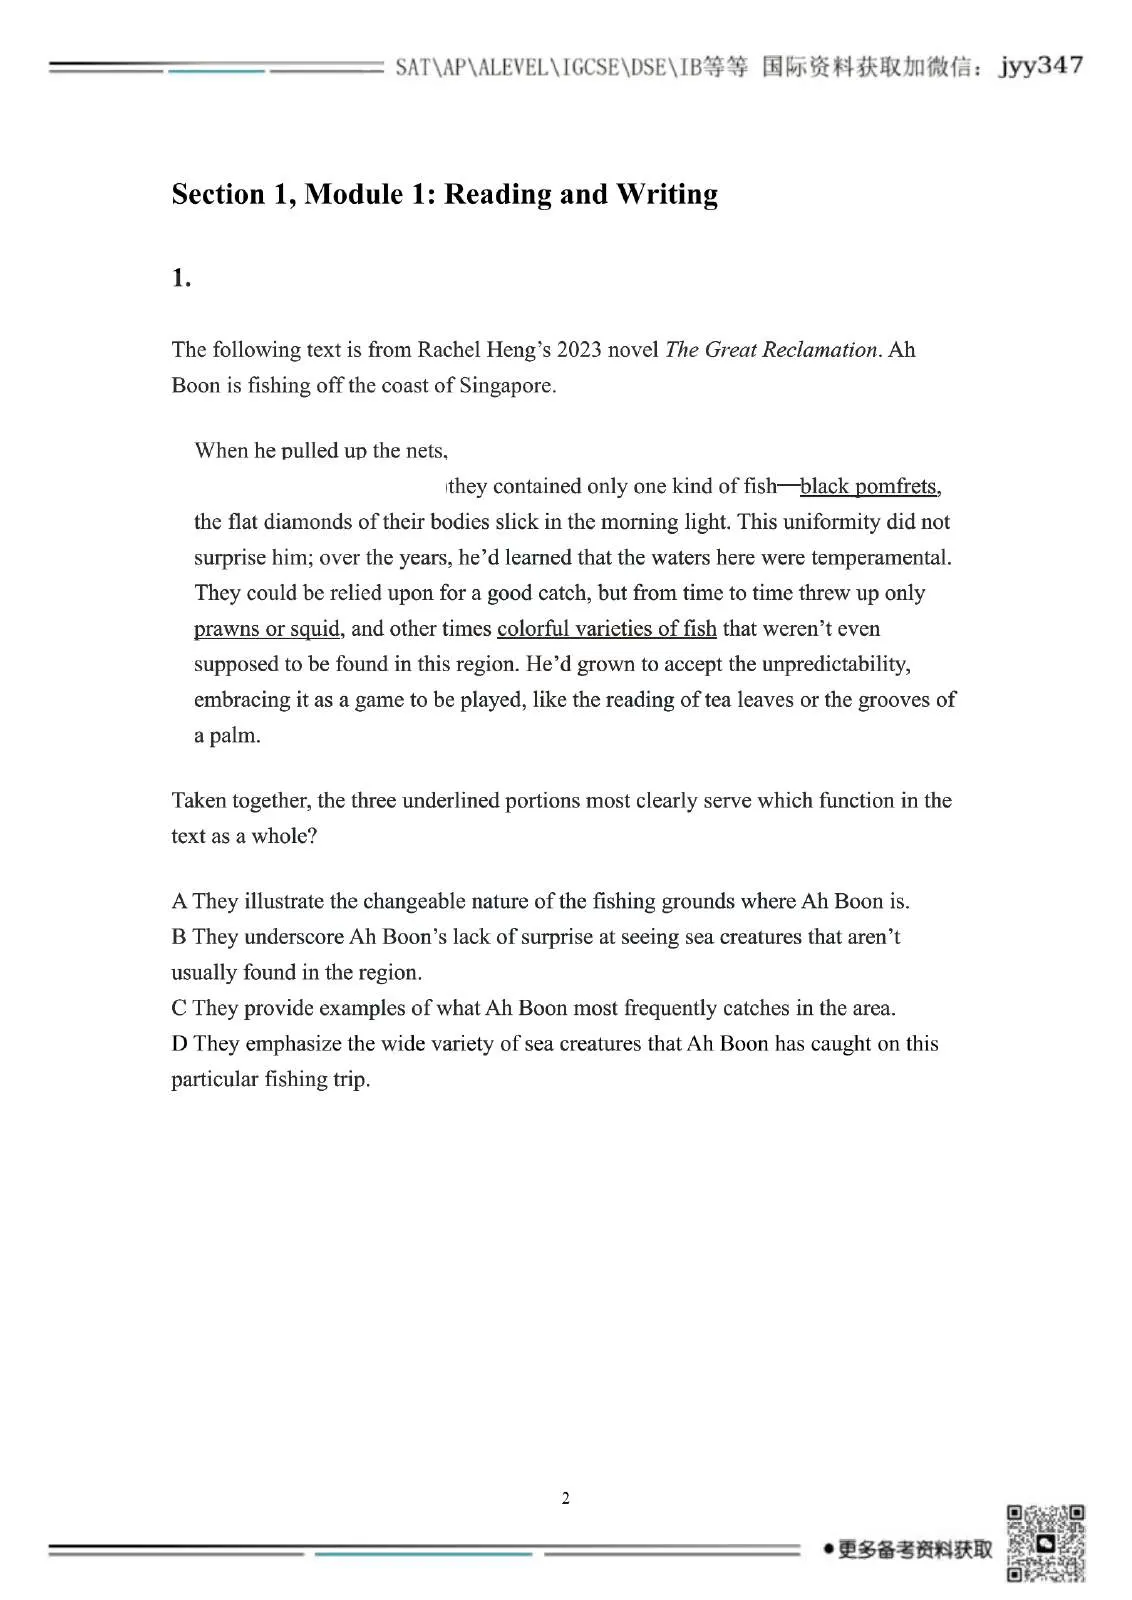 SAT\AP\ALEVEL\IGCSE\DSE\IB等等 国际资料获取加微信：jyy347
Section 1, Module 1: Reading and Writing
1.
The following text is from Rachel Heng’s 2023 novel The Great Reclamation. Ah
Boon is fishing off the coast of Singapore.
When he pulled up the nets,
they contained only one kind of fish—black pomfrets,
the flat diamonds of their bodies slick in the morning light. This uniformity did not
surprise him; over the years, he’d learned that the waters here were temperamental.
They could be relied upon for a good catch, but from time to time threw up only
prawns or squid, and other times colorful varieties of fish that weren’t even
supposed to be found in this region. He’d grown to accept the unpredictability,
embracing it as a game to be played, like the reading of tea leaves or the grooves of
a palm.
Taken together, the three underlined portions most clearly serve which function in the
text as a whole?
A They illustrate the changeable nature of the fishing grounds where Ah Boon is.
B They underscore Ah Boon’s lack of surprise at seeing sea creatures that aren’t
usually found in the region.
C They provide examples of what Ah Boon most frequently catches in the area.
D They emphasize the wide variety of sea creatures that Ah Boon has caught on this
particular fishing trip.
2
●更多备考资料获取